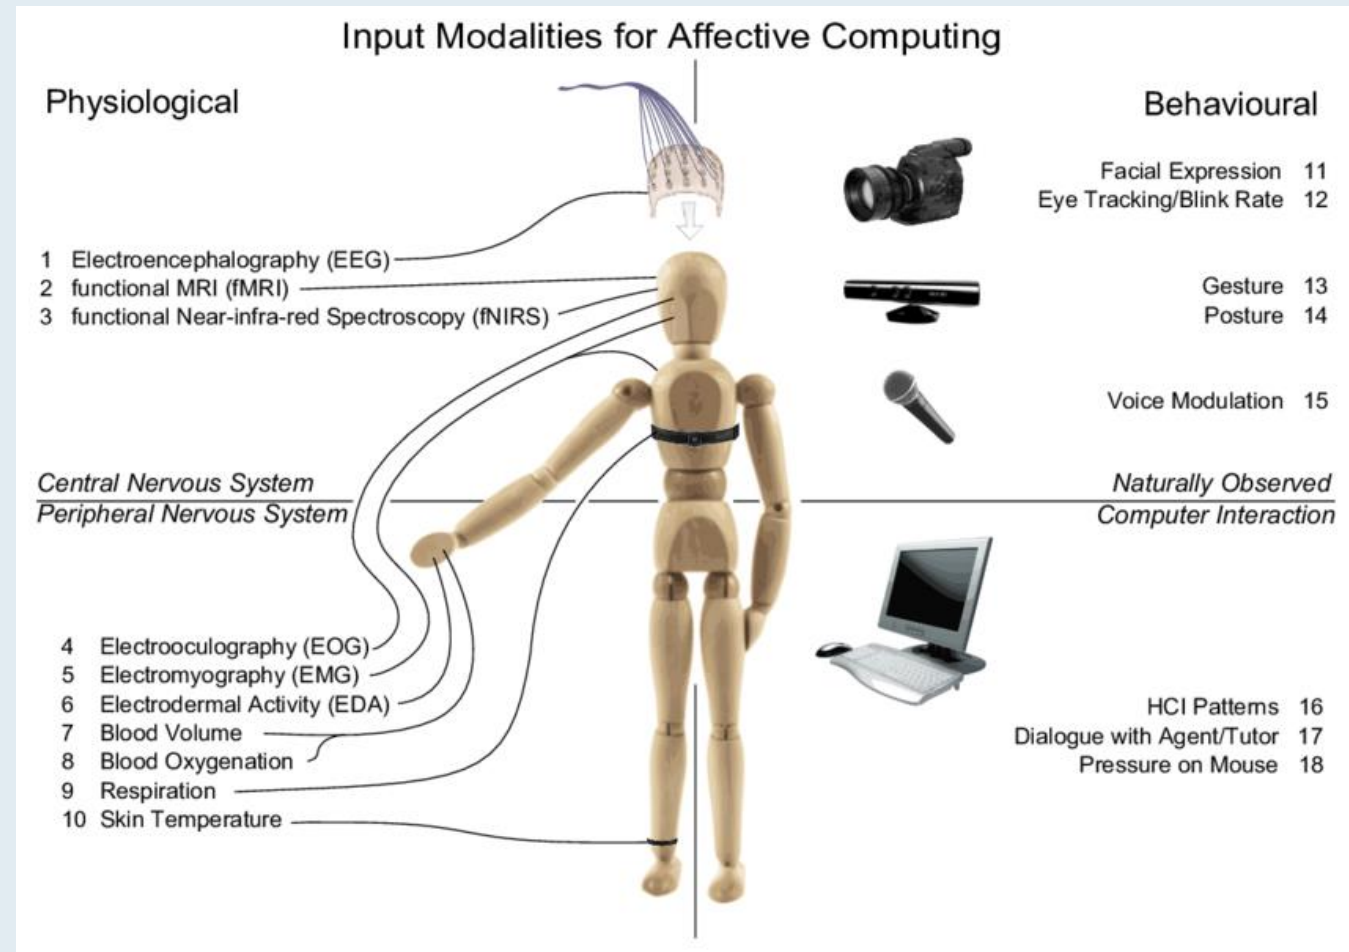 Input Modalities for Affective Computing
Physiological
1 Electroencephalography (EEG)
2 functional MRI (fMRI)
3 functional Near-infra-red Spectroscopy (fNIRS)
Central Nervous System
Peripheral Nervous System
4 Electrooculography (EOG)
5 Electromyography (EMG)
6 Electrodermal Activity (EDA)
7 Blood Volume
8 Blood Oxygenation
9 Respiration
10 Skin Temperature
Behavioural
Facial Expression 11
Eye Tracking/Blink Rate 12
Gesture 13
Posture 14
Voice Modulation 15
Naturally Observed
Computer Interaction
HCI Patterns 16
Dialogue with Agent/Tutor 17
Pressure on Mouse 18